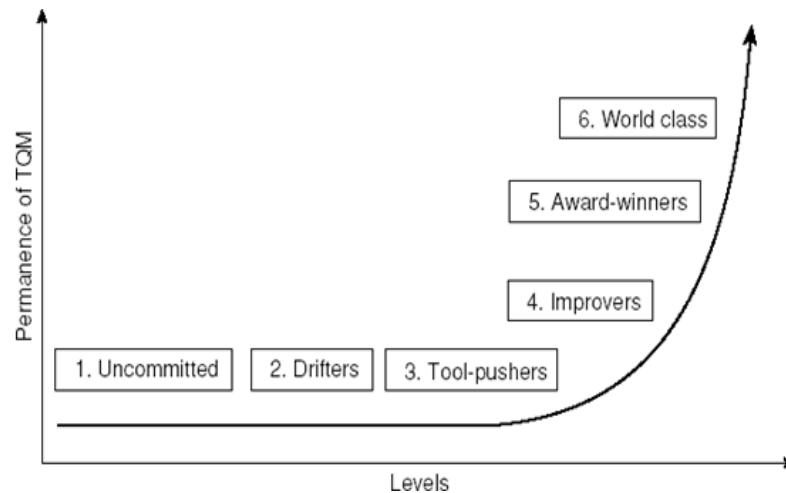 6. World class
5. Award-winners
4. Improvers
1. Uncommitted
2. Drifters
3. Tool-pushers
Permanence of TQM
Levels